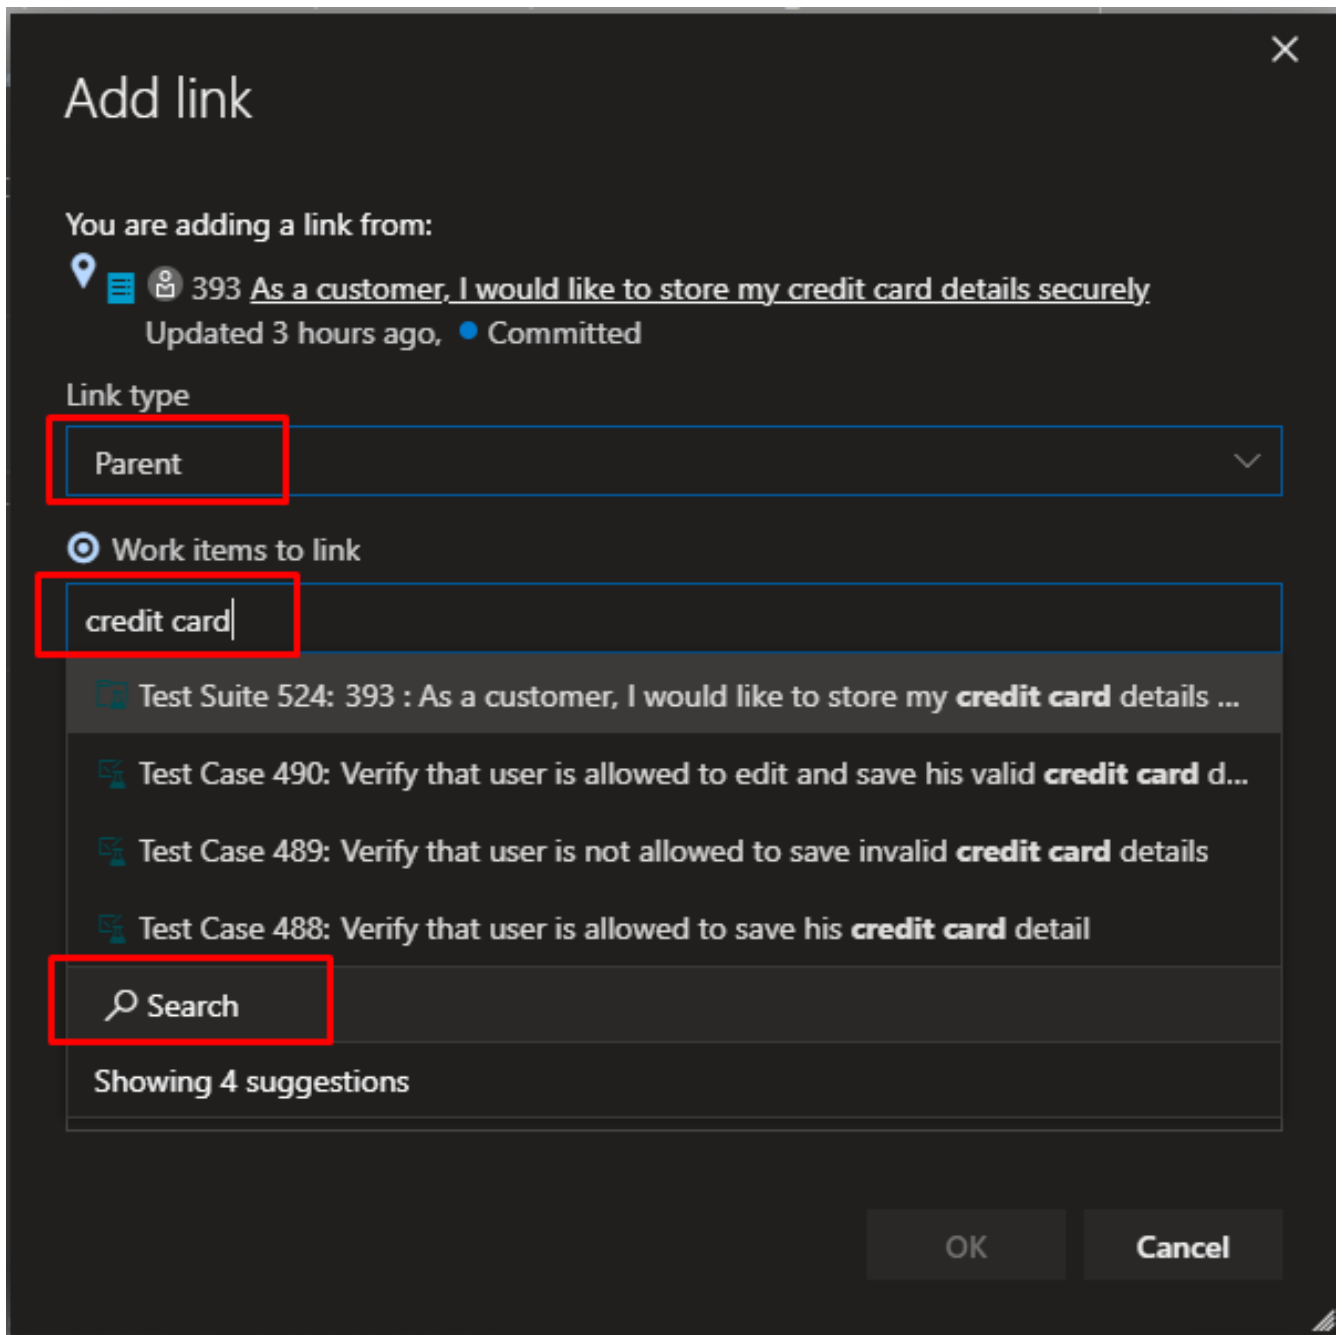 Add link
You are adding a link from:
393 As a customer, I would like to store my credit card details securely
Updated 3 hours ago, Committed
Link type
Parent
Work items to link
credit card
Test Suite 524: 393 : As a customer, I would like to store my credit card details ...
Test Case 490: Verify that user is allowed to edit and save his valid credit card d...
Test Case 489: Verify that user is not allowed to save invalid credit card details
Test Case 488: Verify that user is allowed to save his credit card detail
Search
Showing 4 suggestions
OK Cancel